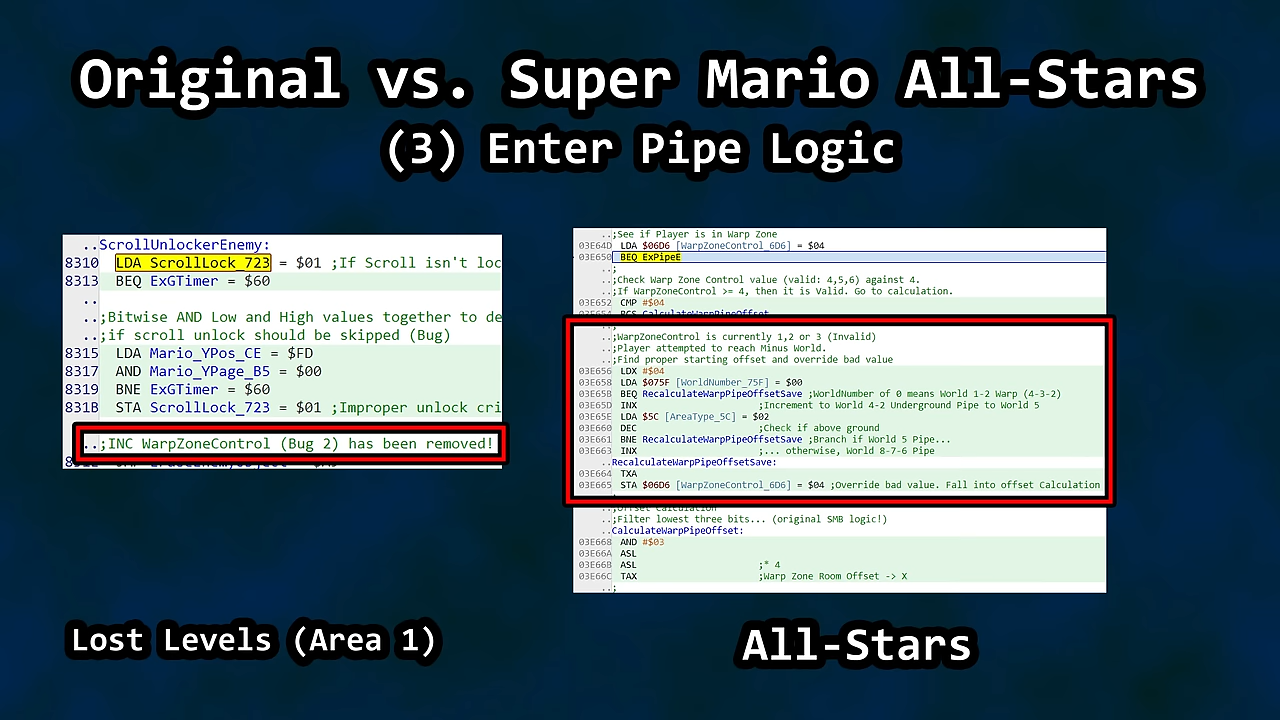 Original vs. Super Mario All-Stars
(3) Enter Pipe Logic
..ScrollUnlockerEnemy:
8310 LDA ScrollLock_723 = $01 ;If Scroll isn't loc
8313 BEQ ExGTimer = $60
..
..;Bitwise AND Low and High values together to de
..;if scroll unlock should be skipped (Bug)
8315 LDA Mario_YPos_CE = $FD
8317 AND Mario_YPage_B5 = $00
8319 BNE ExGTimer = $60
831B STA ScrollLock_723 = $01 ;Improper unlock cri
..;INC WarpZoneControl (Bug 2) has been removed!
..;See if Player is in Warp Zone
03E64D LDA $06D6 [WarpZoneControl_6D6] = $04
03E650 BEQ ExPipeE
..;
..;Check Warp Zone Control value (valid: 4,5,6) against 4.
..;If WarpZoneControl >= 4, then it is Valid. Go to calculation.
03E652 CMP #$04
03E654 BCS CalculateWarpPipeOffset
..;
..;WarpZoneControl is currently 1,2 or 3 (Invalid)
..;Player attempted to reach Minus World.
..;Find proper starting offset and override bad value
03E656 LDX #$04
03E658 LDA $075F [WorldNumber_75F] = $00
03E65B BEQ RecalculateWarpPipeOffsetSave ;WorldNumber of 0 means World 1-2 Warp (4-3-2)
03E65D INX ;Increment to World 4-2 Underground Pipe to World 5
03E65E LDA $5C [AreaType_5C] = $02
03E660 DEC ;Check if above ground
03E661 BNE RecalculateWarpPipeOffsetSave ;Branch if World 5 Pipe...
03E663 INX ;... otherwise, World 8-7-6 Pipe
..RecalculateWarpPipeOffsetSave:
03E664 TXA
03E665 STA $06D6 [WarpZoneControl_6D6] = $04 ;Override bad value. Fall into offset Calculation
..;Offset Calculation
..;Filter lowest three bits... (original SMB logic!)
..CalculateWarpPipeOffset:
03E668 AND #$03
03E66A ASL
03E66B ASL ;* 4
03E66C TAX ;Warp Zone Room Offset -> X
..;
Lost Levels (Area 1)
All-Stars